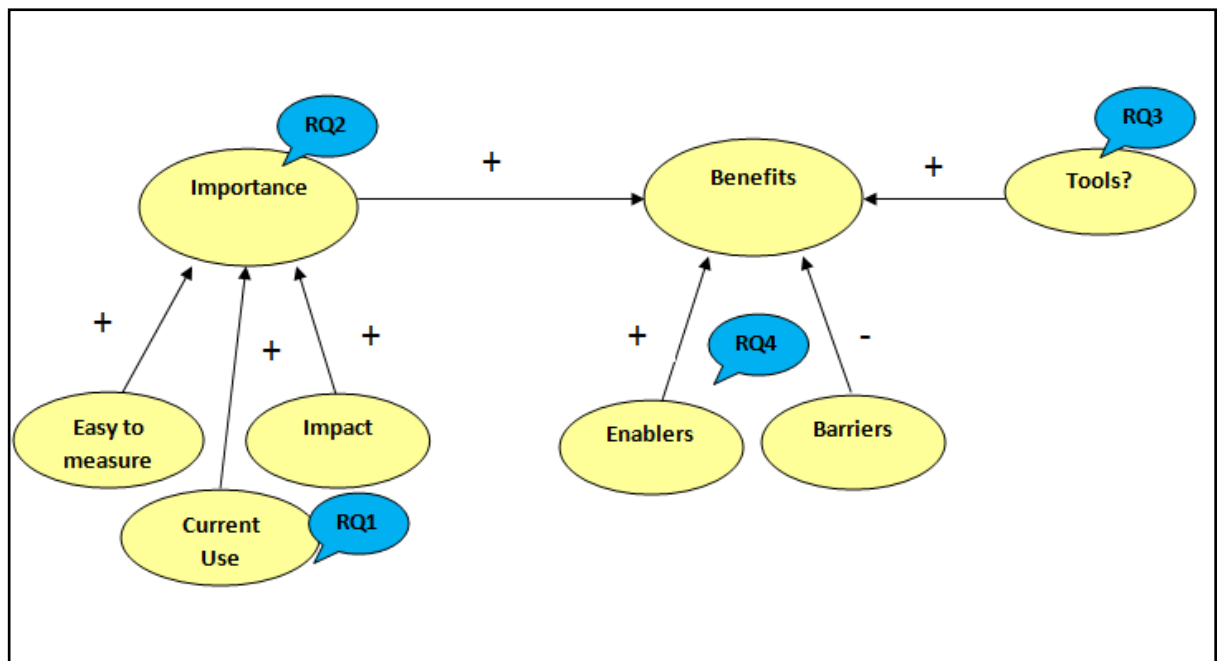 RQ2
Importance
+
Benefits
+
RQ3
Tools?
+
+
+
Easy to
measure
Impact
Current
Use
RQ1
+
RQ4
-
Enablers
Barriers